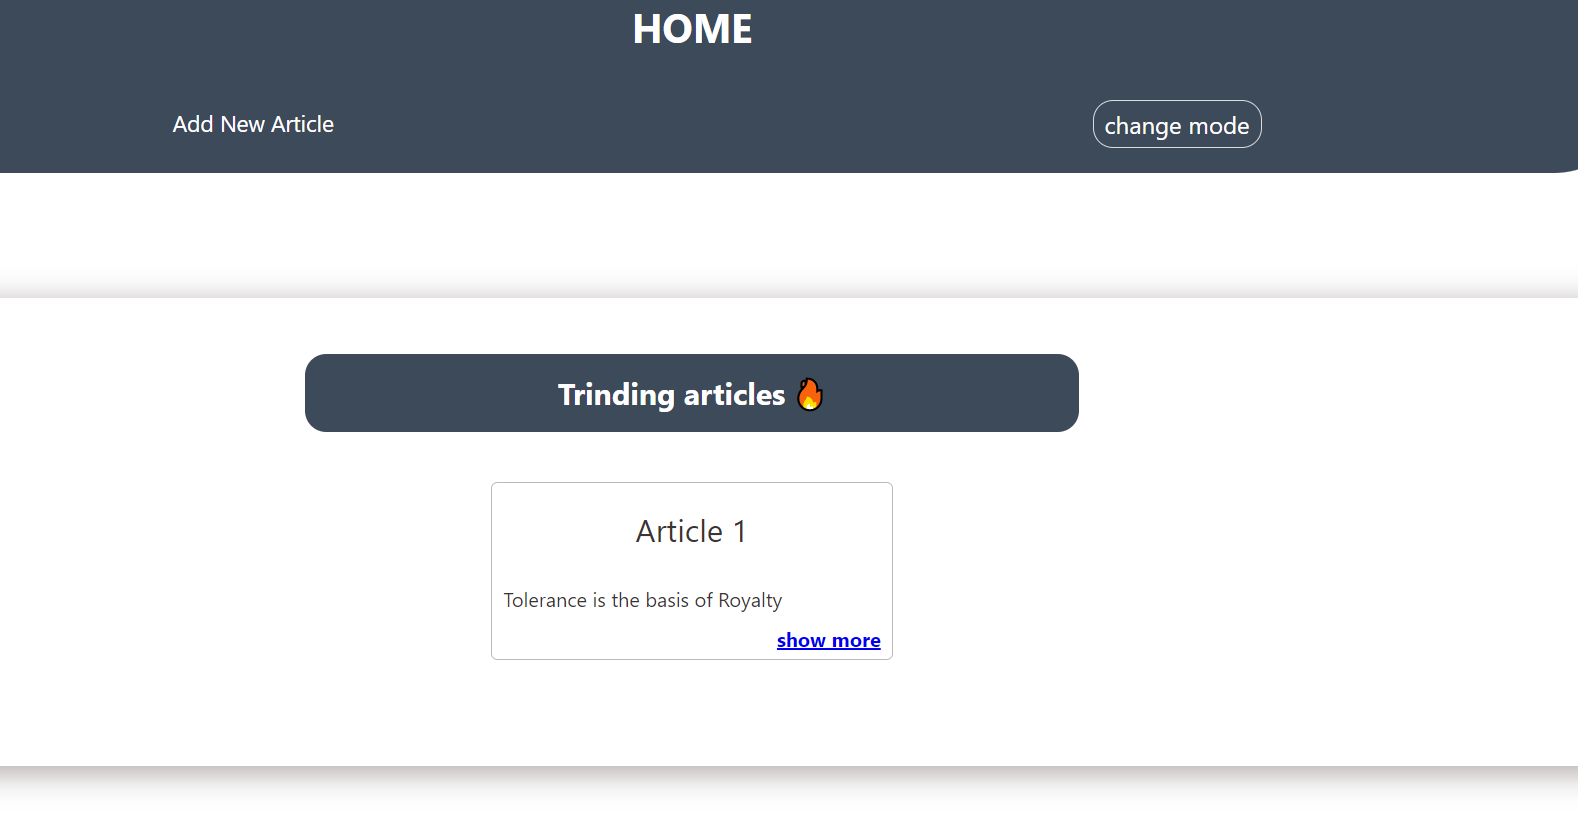 HOME
Add New Article
change mode
Trinding articles 🔥
Article 1
Tolerance is the basis of Royalty
show more